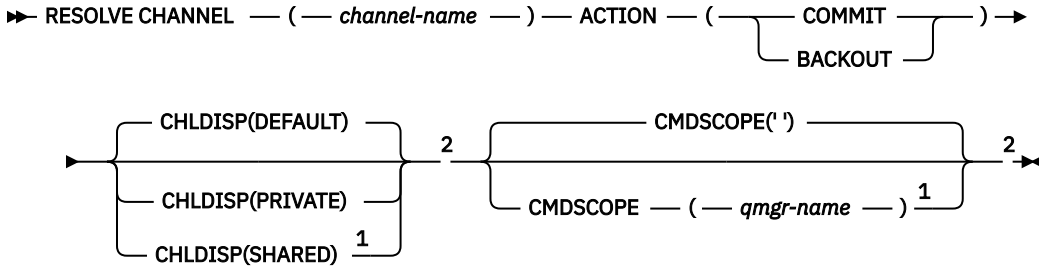 RESOLVE CHANNEL ( channel-name ) ACTION ( COMMIT )
BACKOUT
CHLDISP(DEFAULT) CMDSCOPE(' ')
2 2
CHLDISP(PRIVATE) CMDSCOPE ( qmgr-name ) 1
CHLDISP(SHARED) 1